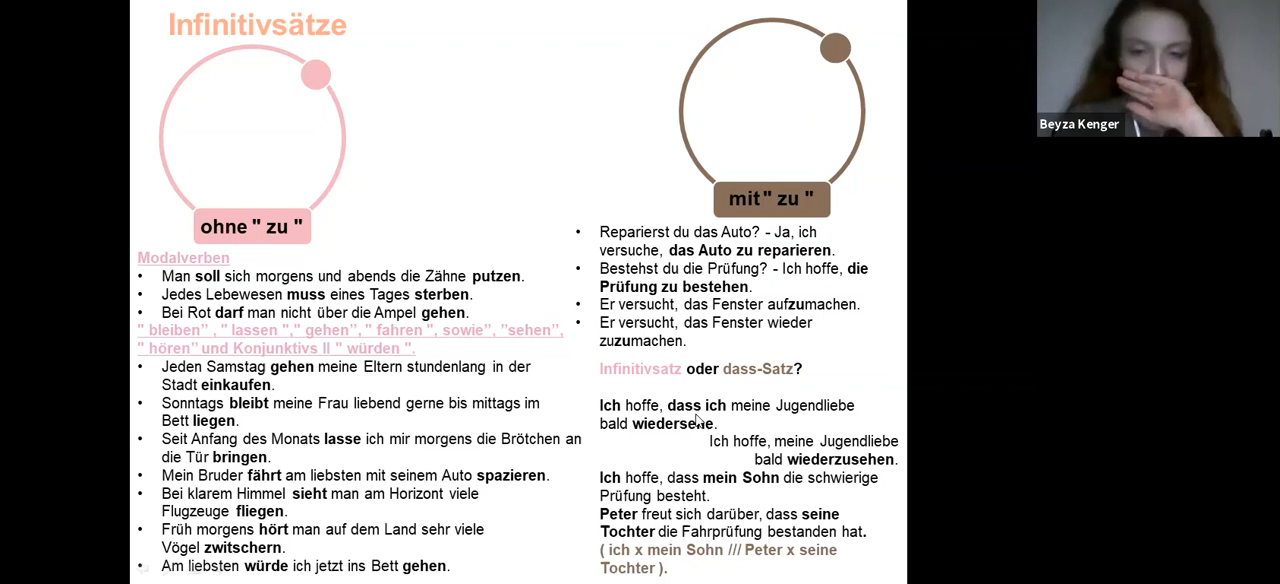 Infinitivsätze
ohne " zu "
Modalverben
• Man soll sich morgens und abends die Zähne putzen.
• Jedes Lebewesen muss eines Tages sterben.
• Bei Rot darf man nicht über die Ampel gehen.
" bleiben” , " lassen "," gehen”, " fahren ", sowie”, ”sehen”,
" hören” und Konjunktivs II " würden ".
• Jeden Samstag gehen meine Eltern stundenlang in der
Stadt einkaufen.
• Sonntags bleibt meine Frau liebend gerne bis mittags im
Bett liegen.
• Seit Anfang des Monats lasse ich mir morgens die Brötchen an
die Tür bringen.
• Mein Bruder fährt am liebsten mit seinem Auto spazieren.
• Bei klarem Himmel sieht man am Horizont viele
Flugzeuge fliegen.
• Früh morgens hört man auf dem Land sehr viele
Vögel zwitschern.
• Am liebsten würde ich jetzt ins Bett gehen.
mit " zu "
• Reparierst du das Auto? - Ja, ich
versuche, das Auto zu reparieren.
• Bestehst du die Prüfung? - Ich hoffe, die
Prüfung zu bestehen.
• Er versucht, das Fenster aufzumachen.
• Er versucht, das Fenster wieder
zuzumachen.
Infinitivsatz oder dass-Satz?
Ich hoffe, dass ich meine Jugendliebe
bald wiedersehe.
Ich hoffe, meine Jugendliebe
bald wiederzusehen.
Ich hoffe, dass mein Sohn die schwierige
Prüfung besteht.
Peter freut sich darüber, dass seine
Tochter die Fahrprüfung bestanden hat.
( ich x mein Sohn /// Peter x seine
Tochter ).
Beyza Kenger